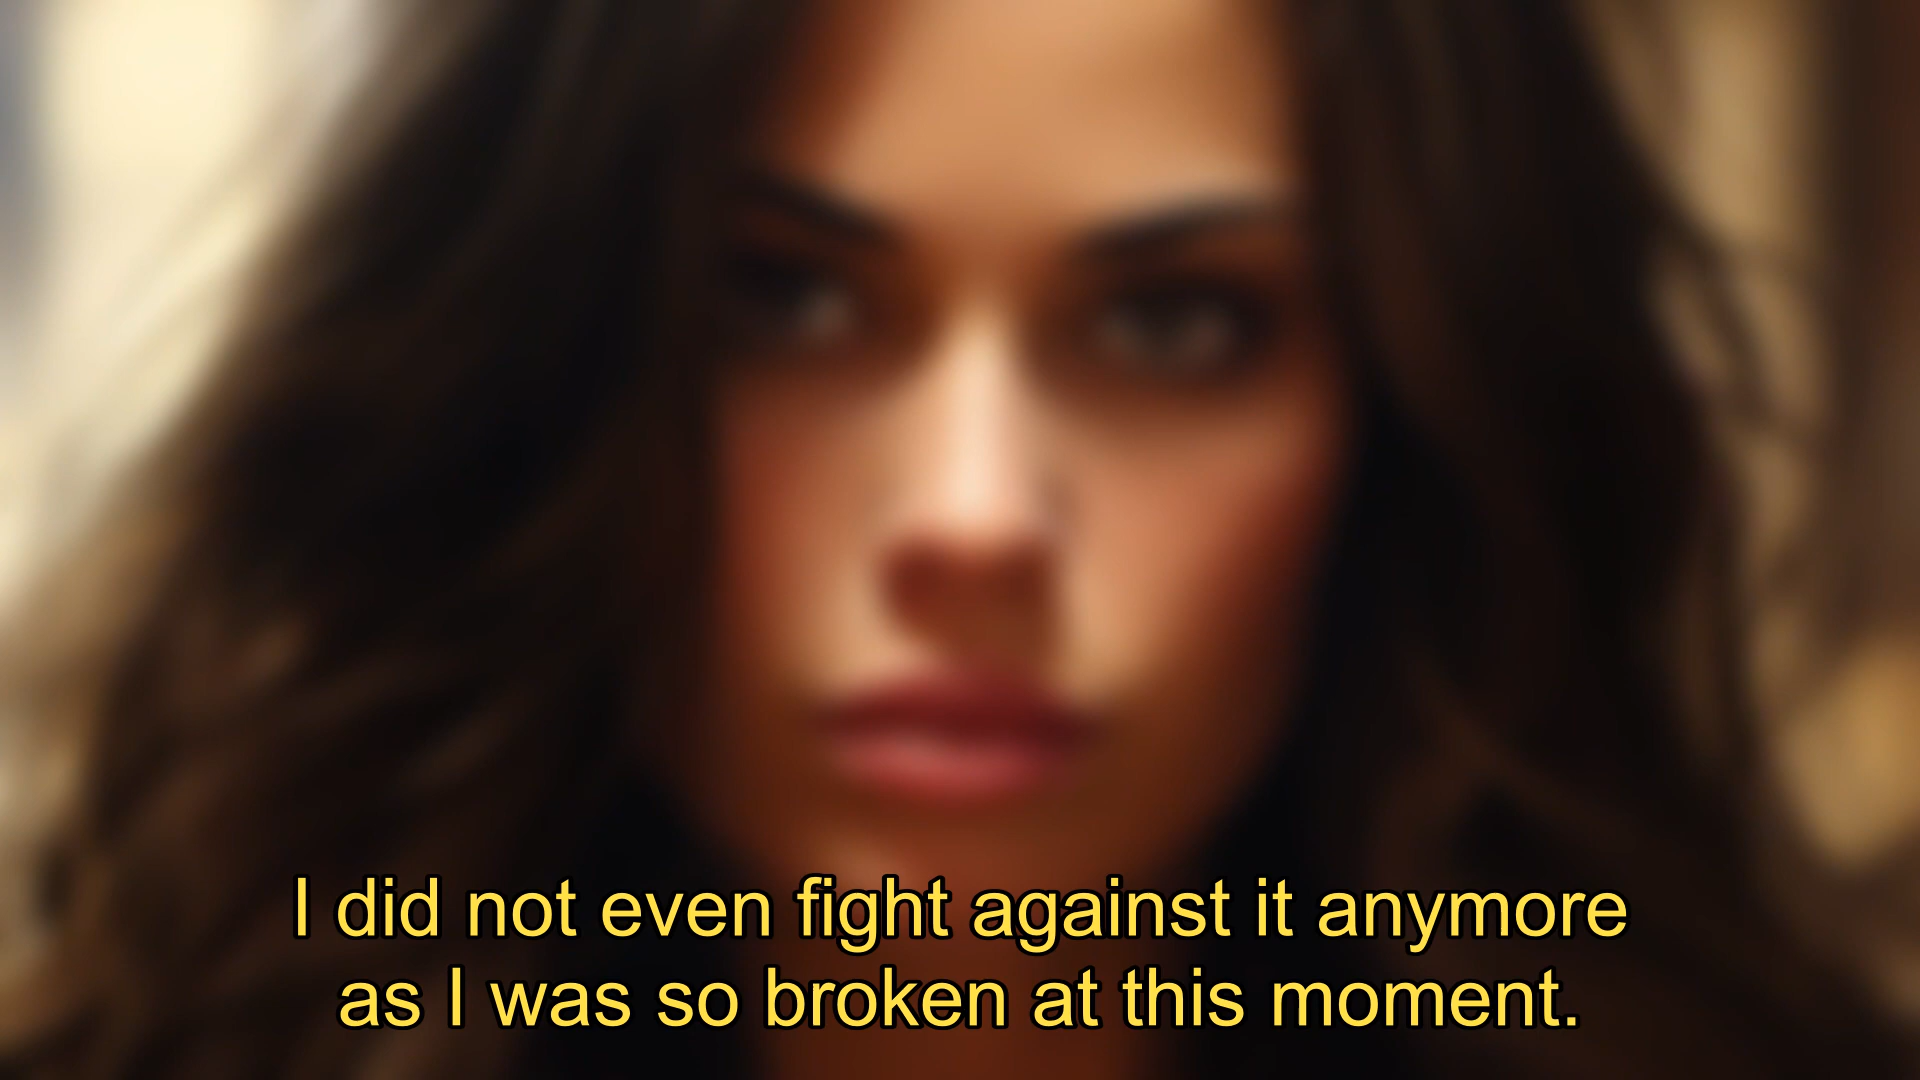 I did not even fight against it anymore
as I was so broken at this moment.